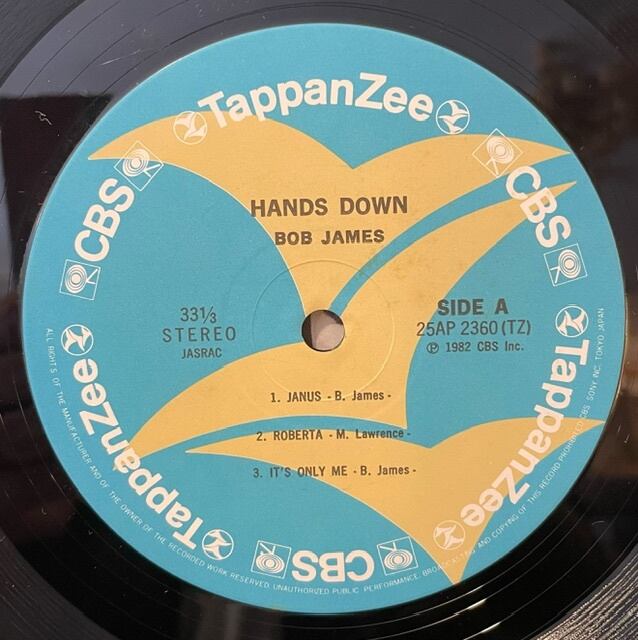 TappanZee
CBS
CBS
HANDS DOWN
BOB JAMES
33⅓
STEREO
JASRAC
SIDE A
25AP 2360 (TZ)
℗ 1982 CBS Inc.
1. JANUS - B. James -
2. ROBERTA - M. Lawrence -
3. IT'S ONLY ME - B. James -
TappanZee
TappanZee
CBS
ALL RIGHTS OF THE MANUFACTURER AND OF THE OWNER OF THE RECORDED WORK RESERVED. UNAUTHORIZED PUBLIC PERFORMANCE, BROADCASTING AND COPYING OF THIS RECORD PROHIBITED. CBS/SONY INC. TOKYO JAPAN